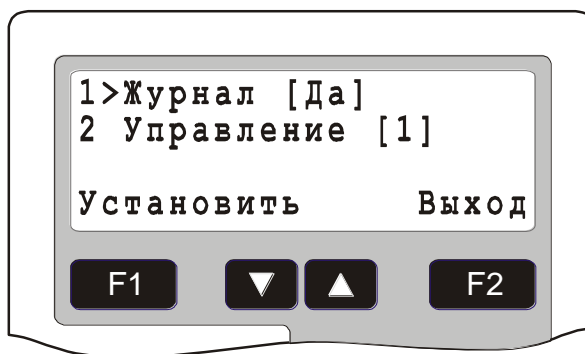 1>Журнал [Да]
2 Управление [1]
Установить Выход
F1 F2